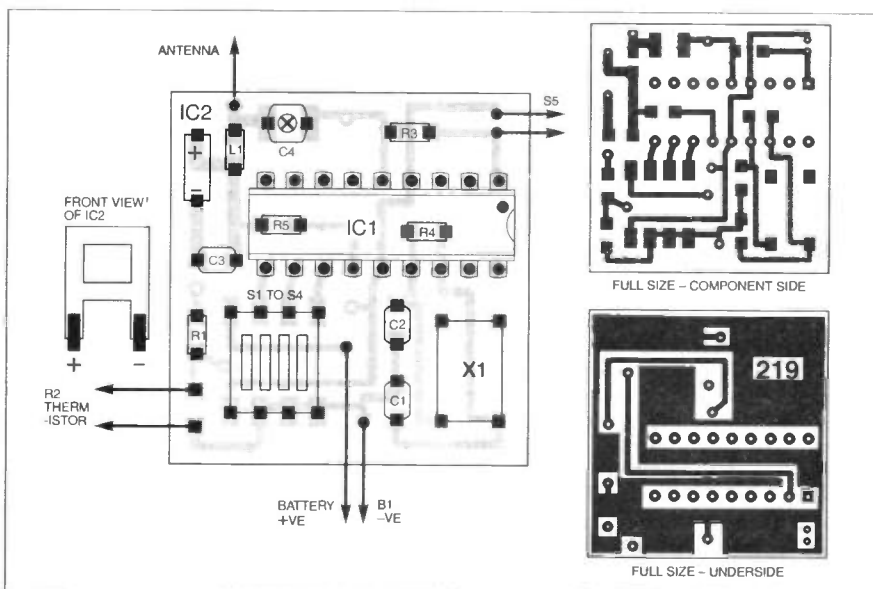 ANTENNA
IC2
+
-
L1
C4
R3
S5
FRONT VIEW'
OF IC2
+
-
R5
IC1
R4
C3
S1 TO S4
R1
C2
X1
C1
R2
THERM
-ISTOR
BATTERY
+VE
B1
-VE
FULL SIZE – COMPONENT SIDE
219
FULL SIZE – UNDERSIDE